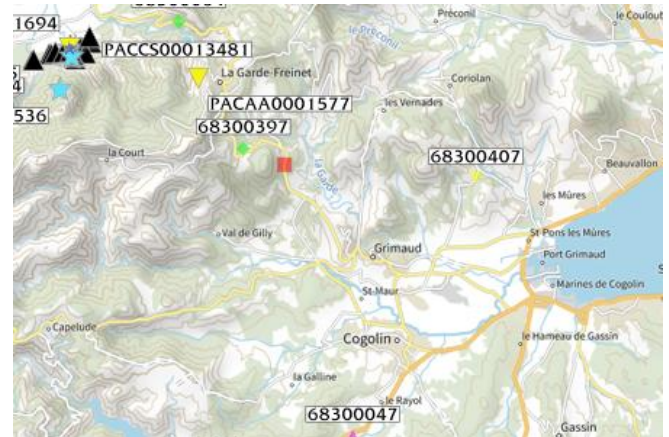 Préconil
le Coulout
1694
le Préconil
PACCS00013481
La Garde-Freinet
Coriolan
536
PACAA0001577
les Vernades
68300397
la Court
la Garde
68300407
Beauvallon
les Mûres
Val de Gilly
St Pons les Mûres
Grimaud
Port Grimaud
St-Maur
Marines de Cogolin
Capelude
Cogolin
le Hameau de Gassin
la Galline
le Rayol
68300047
Gassin